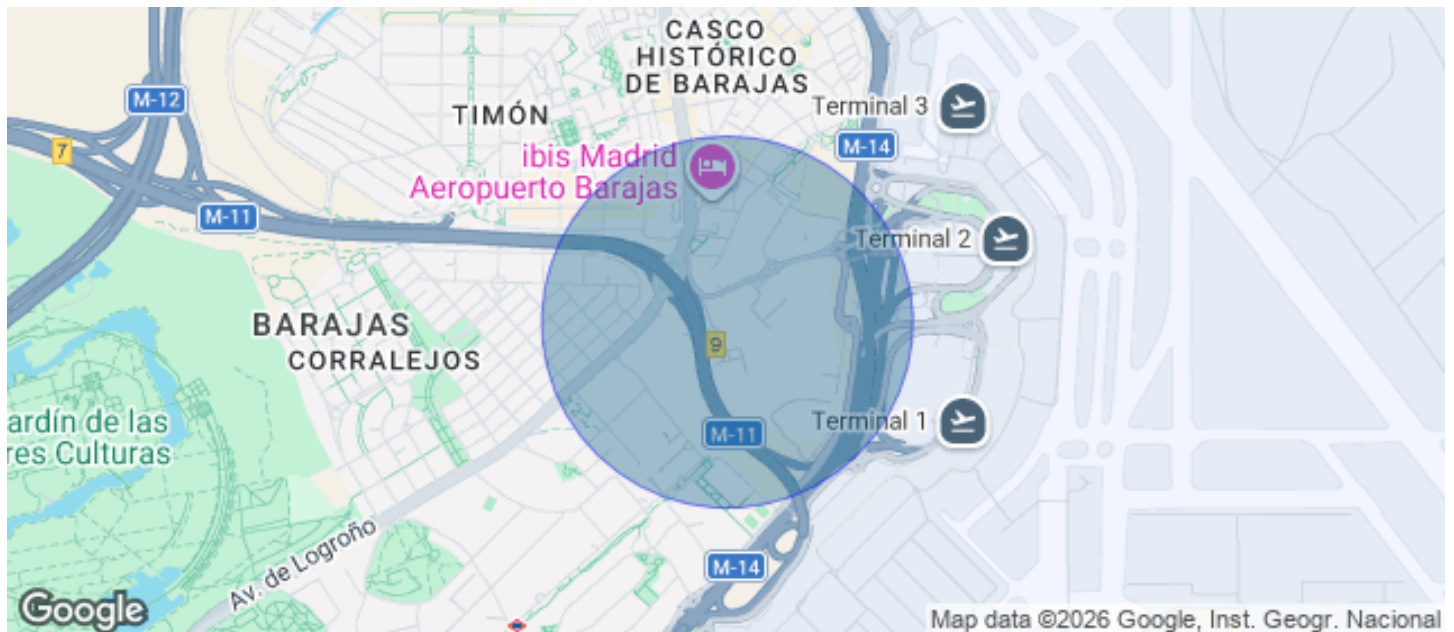 CASCO
HISTÓRICO
DE BARAJAS
M-12
TIMÓN
Terminal 3
M-14
7
ibis Madrid
Aeropuerto Barajas
M-11
Terminal 2
BARAJAS
CORRALEJOS
9
ardín de las
res Culturas
M-11
Terminal 1
Av. de Logroño
M-14
Google
Map data ©2026 Google, Inst. Geogr. Nacional